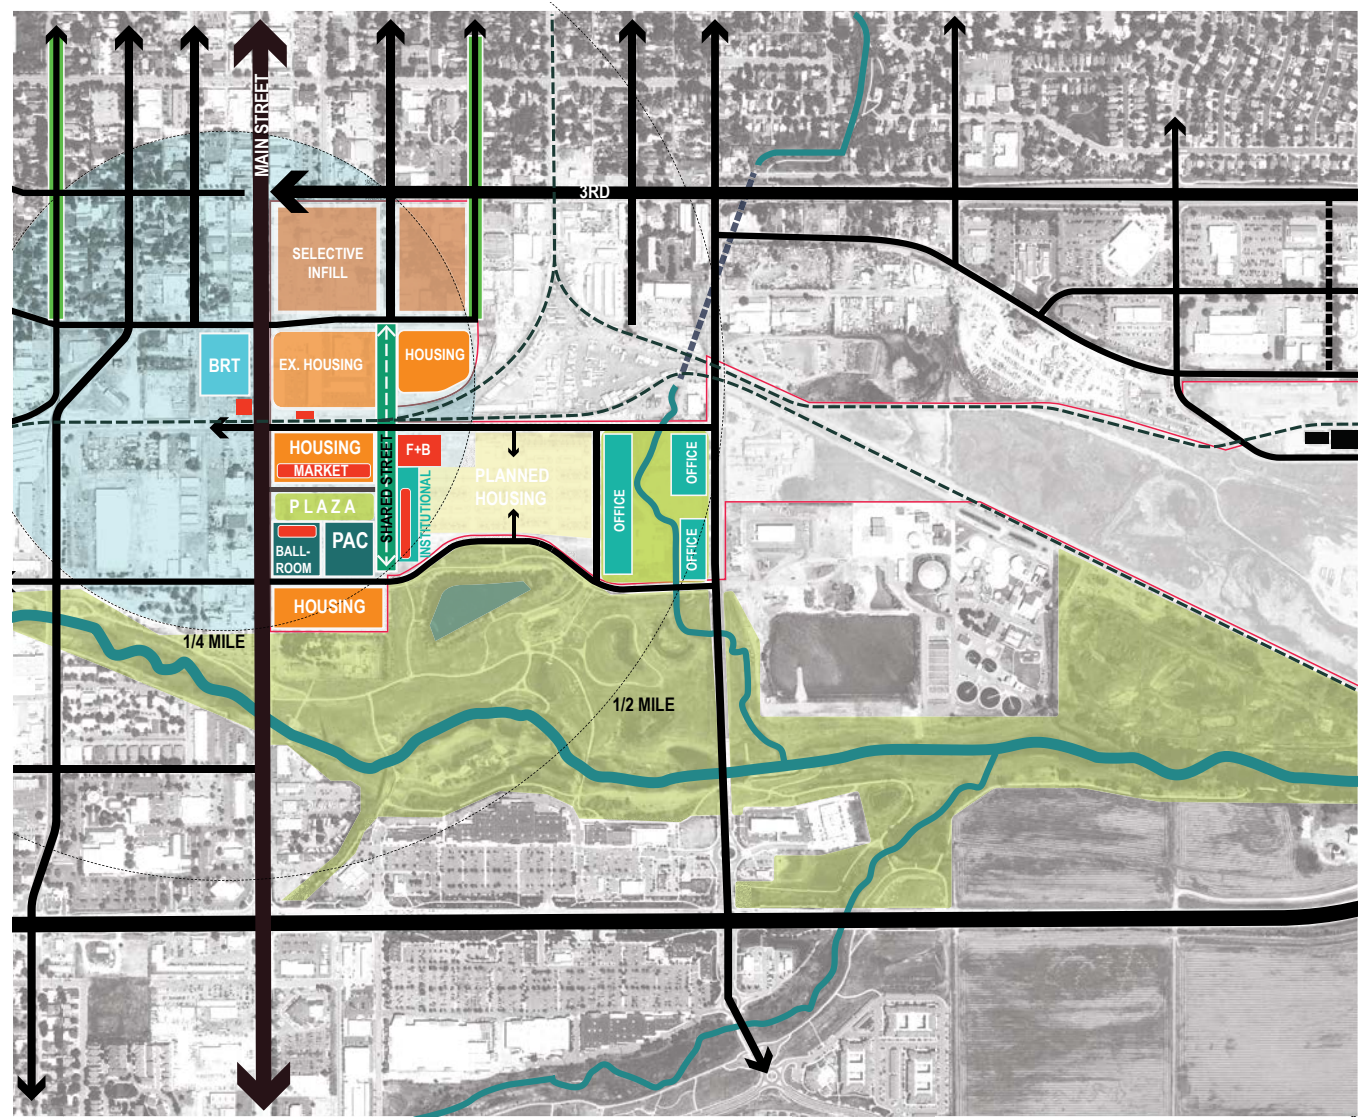 MAIN STREET
3RD
SELECTIVE
INFILL
BRT
EX. HOUSING
HOUSING
HOUSING
MARKET
SHARED STREET
F+B
PLANNED
HOUSING
INSTITUTIONAL
OFFICE
OFFICE
OFFICE
PLAZA
BALL-
ROOM
PAC
HOUSING
1/4 MILE
1/2 MILE